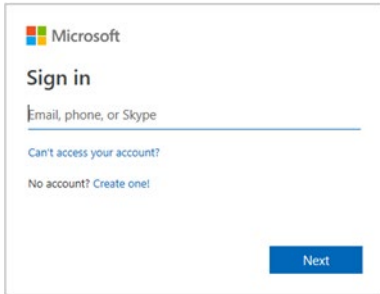 Microsoft
Sign in
Email, phone, or Skype
Can't access your account?
No account? Create one!
Next